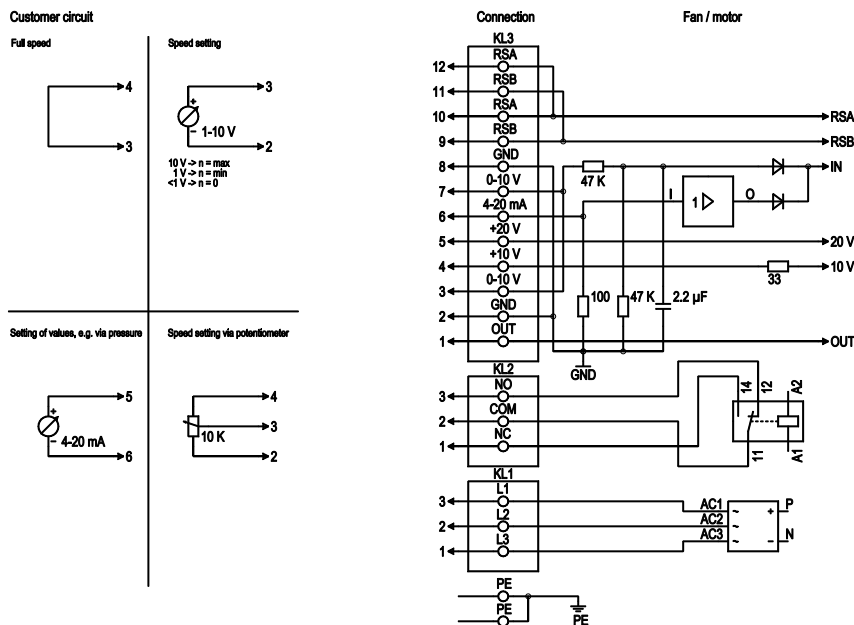 Customer circuit
Connection
Fan / motor
Full speed
4
3
Speed setting
3
+
1-10 V
−
2
10 V -> n = max
1 V -> n = min
<1 V -> n = 0
Setting of values, e.g. via pressure
5
+
4-20 mA
−
6
Speed setting via potentiometer
4
3
10 K
2
KL3
12 RSA
11 RSB
10 RSA
9 RSB
8 GND
7 0-10 V
6 4-20 mA
5 +20 V
4 +10 V
3 0-10 V
2 GND
1 OUT
RSA
RSB
IN
47 K
I
1
O
20 V
10 V
33
100
47 K
2.2 µF
OUT
GND
KL2
3 NO
2 COM
1 NC
14
12
A2
11
A1
KL1
3 L1
2 L2
1 L3
AC1
AC2
AC3
~
~
~
+
−
P
N
PE
PE
PE